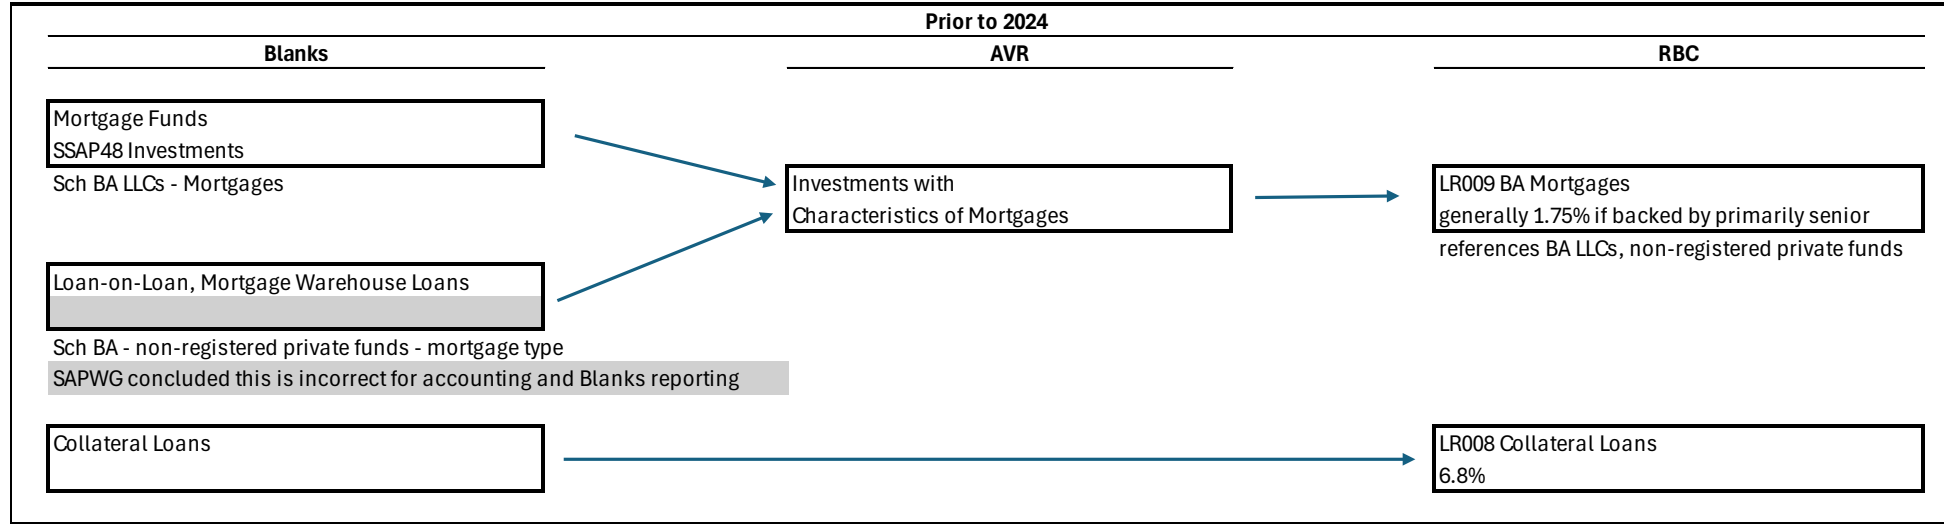 Prior to 2024
Blanks
AVR
RBC
Mortgage Funds
SSAP48 Investments
Sch BA LLCs - Mortgages
Investments with
Characteristics of Mortgages
LR009 BA Mortgages
generally 1.75% if backed by primarily senior
references BA LLCs, non-registered private funds
Loan-on-Loan, Mortgage Warehouse Loans
Sch BA - non-registered private funds - mortgage type
SAPWG concluded this is incorrect for accounting and Blanks reporting
Collateral Loans
LR008 Collateral Loans
6.8%